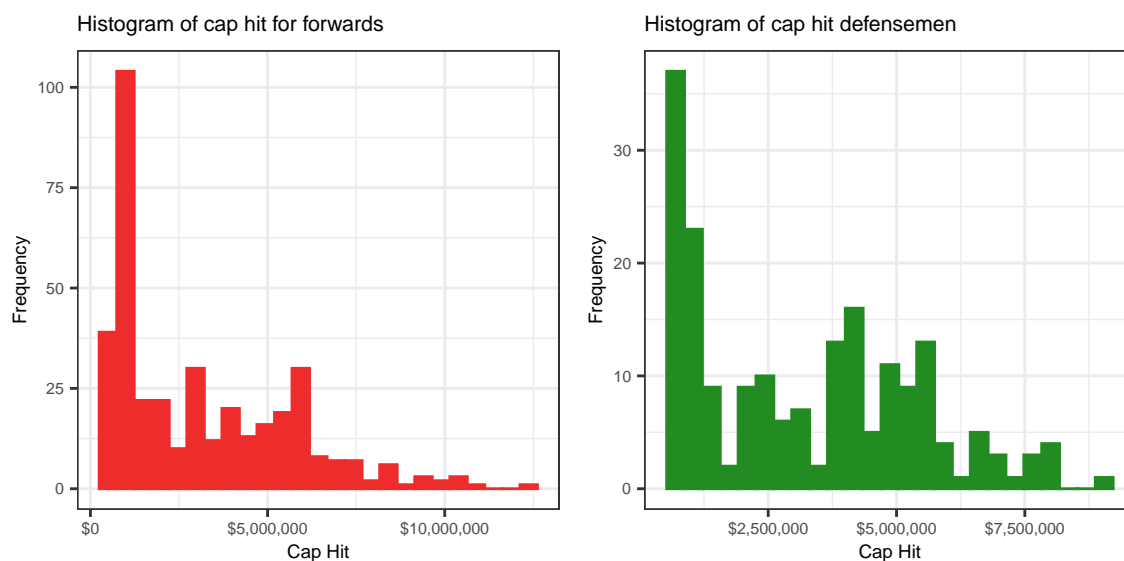 Histogram of cap hit for forwards
100
75
50
25
0
Frequency
$0
$5,000,000
$10,000,000
Cap Hit
Histogram of cap hit defensemen
30
20
10
0
Frequency
$2,500,000
$5,000,000
$7,500,000
Cap Hit